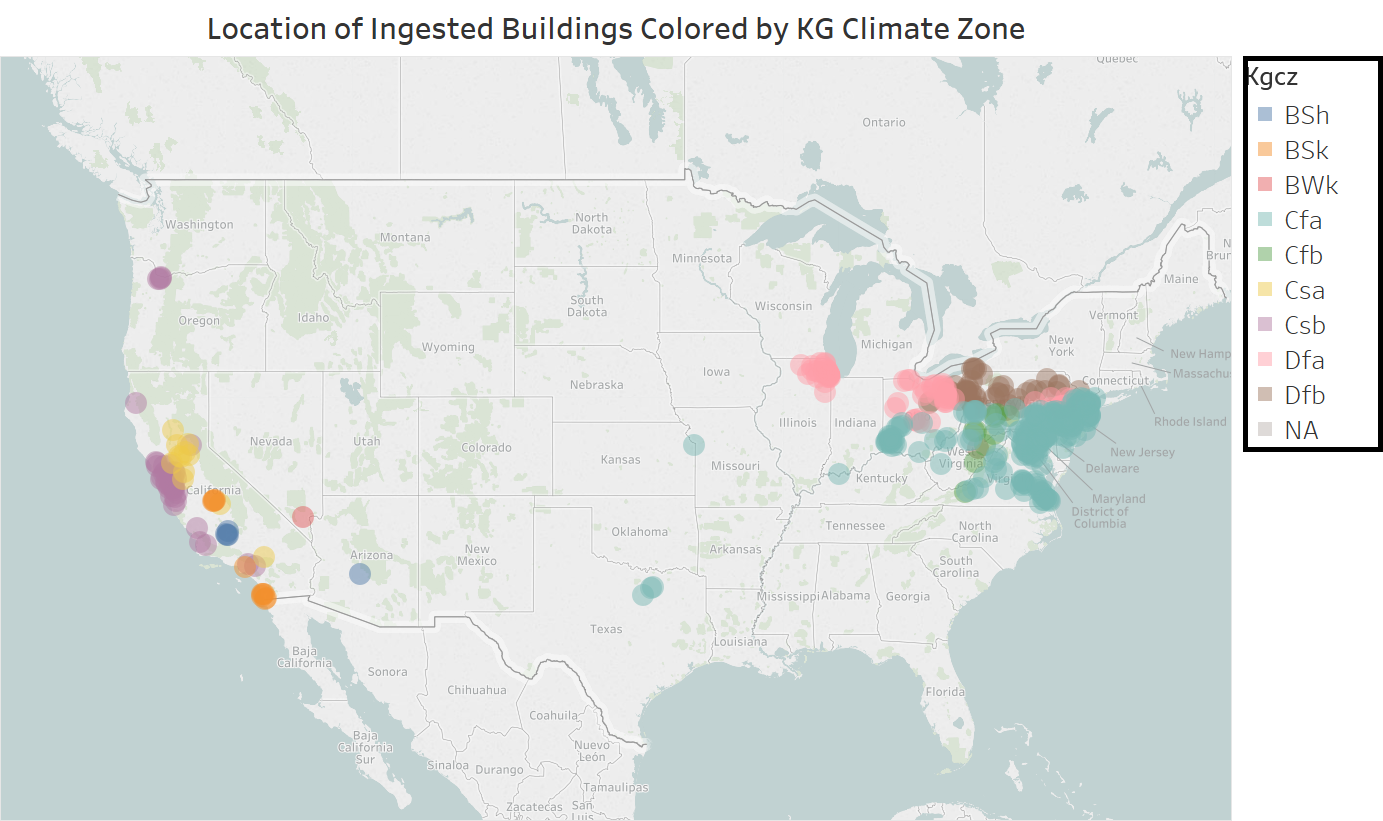 Location of Ingested Buildings Colored by KG Climate Zone
Kgcz
BSh
BSk
BWk
Cfa
Cfb
Csa
Csb
Dfa
Dfb
NA
Quebec
Ontario
Washington
Montana
North
Dakota
Minnesota
Maine
N
Brun
Oregon
Idaho
South
Dakota
Wisconsin
Michigan
Vermont
New
York
New Hamp
Massachus
Wyoming
Iowa
Nebraska
Connecticut
Rhode Island
Nevada
Utah
Colorado
Illinois
Indiana
Kansas
Missouri
West
Virginia
New Jersey
Delaware
California
Kentucky
Maryland
District of
Columbia
Arizona
New
Mexico
Oklahoma
Arkansas
Tennessee
North
Carolina
South
Carolina
Mississippi
Alabama
Georgia
Texas
Louisiana
Florida
Baja
California
Sonora
Chihuahua
Coahuila
Baja
California
Sur
Nuevo
León
Sinaloa
Durango
Tamaulipas
Zacatecas
San
Luis